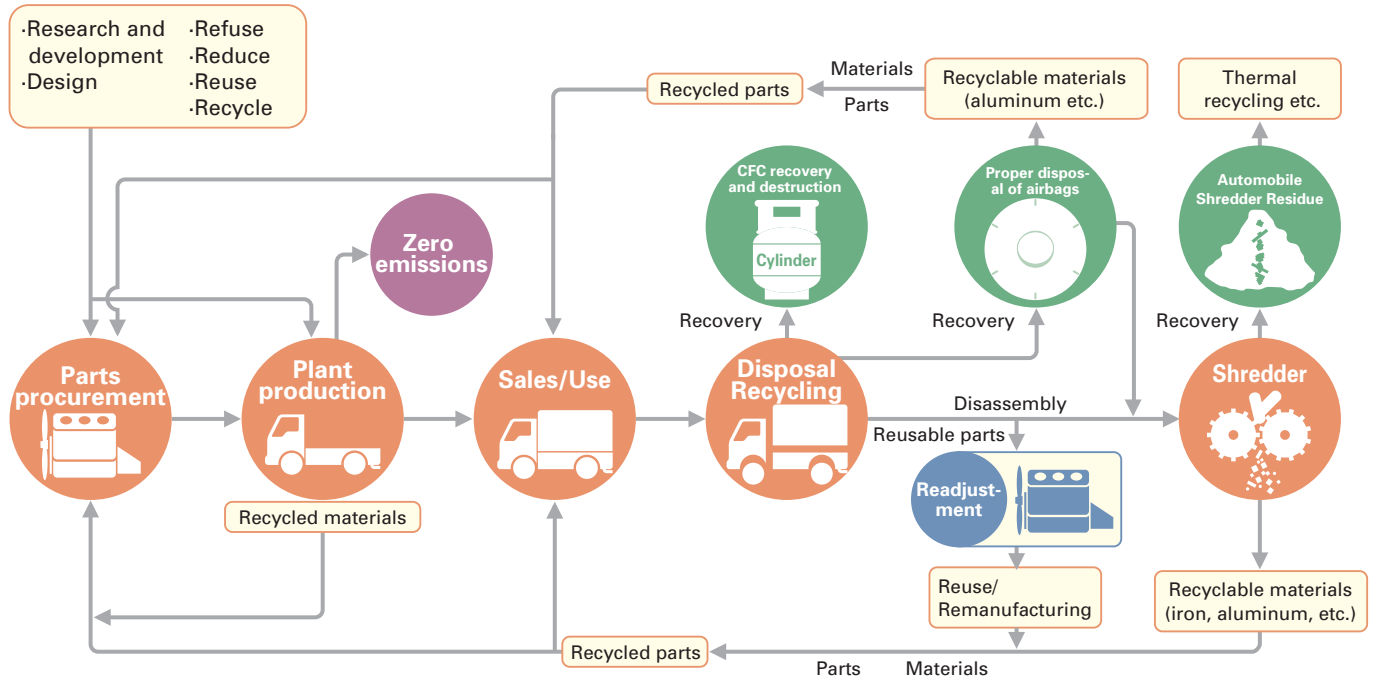 ·Research and
development
·Design
·Refuse
·Reduce
·Reuse
·Recycle
Recycled parts
Materials
Parts
Recyclable materials
(aluminum etc.)
Thermal
recycling etc.
Zero
emissions
CFC recovery
and destruction
Cylinder
Proper dispos-
al of airbags
Automobile
Shredder Residue
Recovery
Recovery
Recovery
Parts
procurement
Plant
production
Sales/Use
Disposal
Recycling
Disassembly
Reusable parts
Shredder
Readjust-
ment
Recycled materials
Reuse/
Remanufacturing
Recyclable materials
(iron, aluminum, etc.)
Recycled parts
Parts
Materials